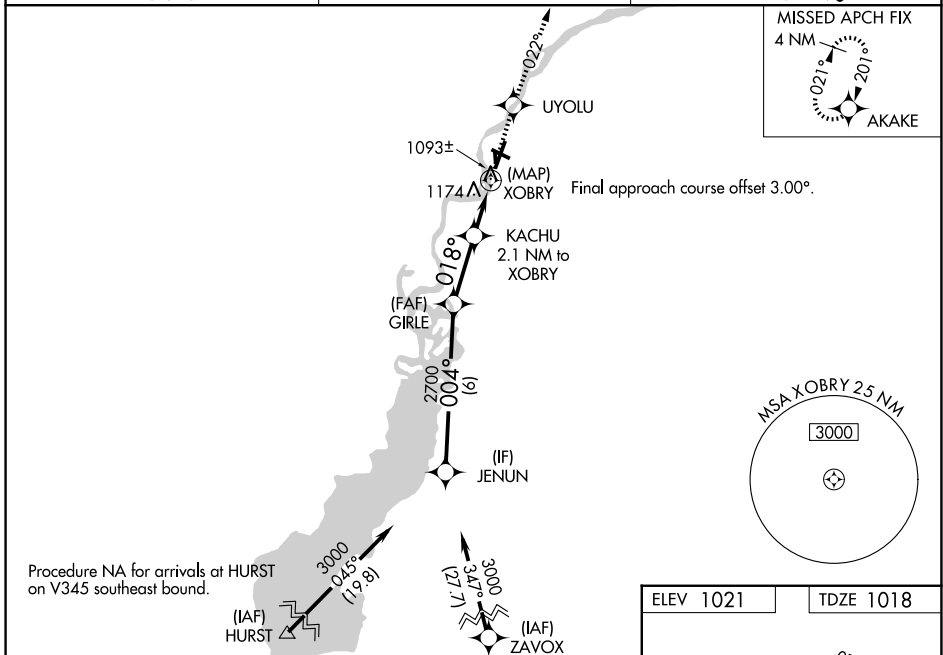 MISSED APCH FIX
4 NM
021°
201°
AKAKE
022°
UYOLU
1093±
(MAP)
XOBRY
1174
Final approach course offset 3.00°.
KACHU
2.1 NM to
XOBRY
018°
(FAF)
GIRLE
2700
004°
(6)
MSA XOBRY 25 NM
3000
(IF)
JENUN
3000
045°
(19.8)
3000
347°
(27.7)
Procedure NA for arrivals at HURST
on V345 southeast bound.
(IAF)
HURST
(IAF)
ZAVOX
ELEV 1021
TDZE 1018